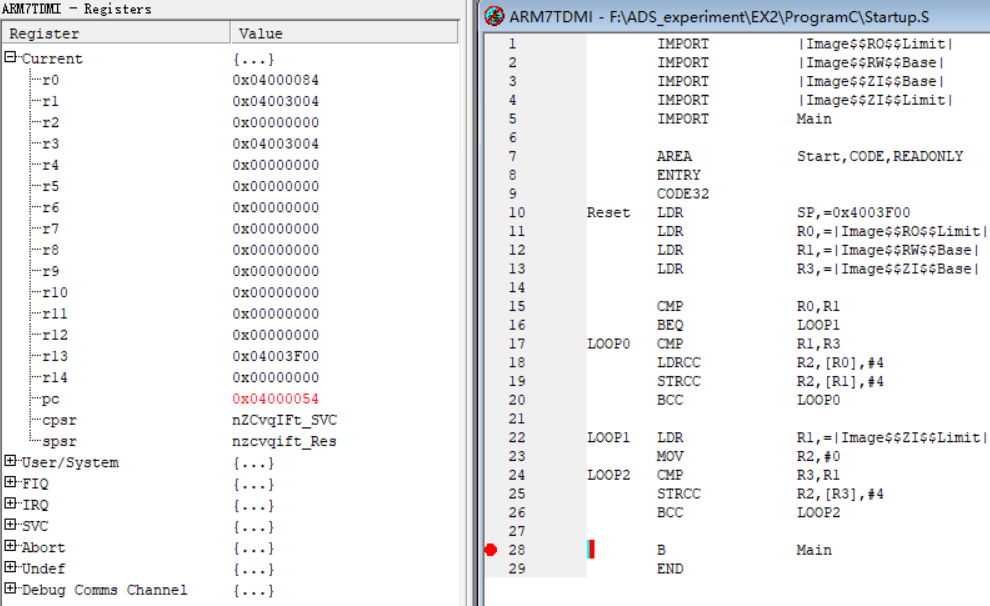 ARM7TDMI - Registers
Register Value
Current {...}
r0 0x04000084
r1 0x04003004
r2 0x00000000
r3 0x04003004
r4 0x00000000
r5 0x00000000
r6 0x00000000
r7 0x00000000
r8 0x00000000
r9 0x00000000
r10 0x00000000
r11 0x00000000
r12 0x00000000
r13 0x04003F00
r14 0x00000000
pc 0x04000054
cpsr nZCvqIFt_SVC
spsr nzcvqift_Res
User/System {...}
FIQ {...}
IRQ {...}
SVC {...}
Abort {...}
Undef {...}
Debug Comms Channel {...}
ARM7TDMI - F:\ADS_experiment\EX2\ProgramC\Startup.S
1 IMPORT |Image$$RO$$Limit|
2 IMPORT |Image$$RW$$Base|
3 IMPORT |Image$$ZI$$Base|
4 IMPORT |Image$$ZI$$Limit|
5 IMPORT Main
6
7 AREA Start,CODE,READONLY
8 ENTRY
9 CODE32
10 Reset LDR SP,=0x4003F00
11 LDR R0,=|Image$$RO$$Limit|
12 LDR R1,=|Image$$RW$$Base|
13 LDR R3,=|Image$$ZI$$Base|
14
15 CMP R0,R1
16 BEQ LOOP1
17 LOOP0 CMP R1,R3
18 LDRCC R2,[R0],#4
19 STRCC R2,[R1],#4
20 BCC LOOP0
21
22 LOOP1 LDR R1,=|Image$$ZI$$Limit|
23 MOV R2,#0
24 LOOP2 CMP R3,R1
25 STRCC R2,[R3],#4
26 BCC LOOP2
27
28 B Main
29 END